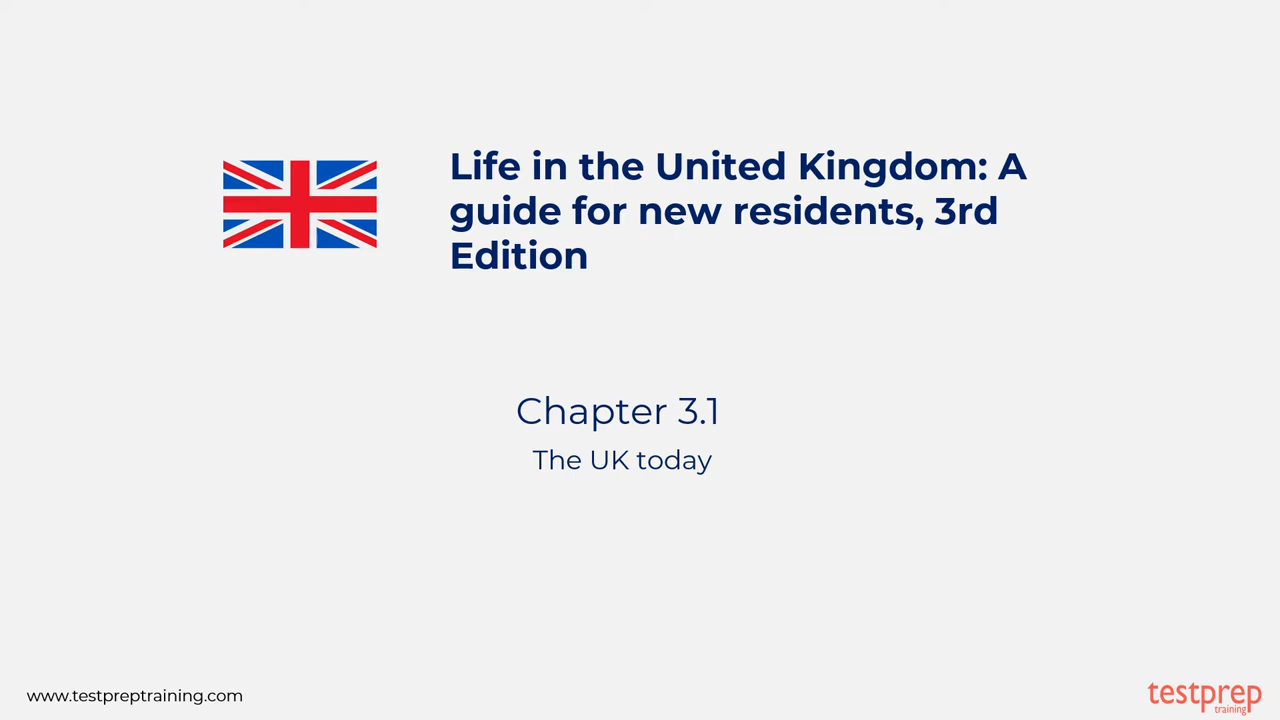 Life in the United Kingdom: A
guide for new residents, 3rd
Edition
Chapter 3.1
The UK today
www.testpreptraining.com
testprep
training